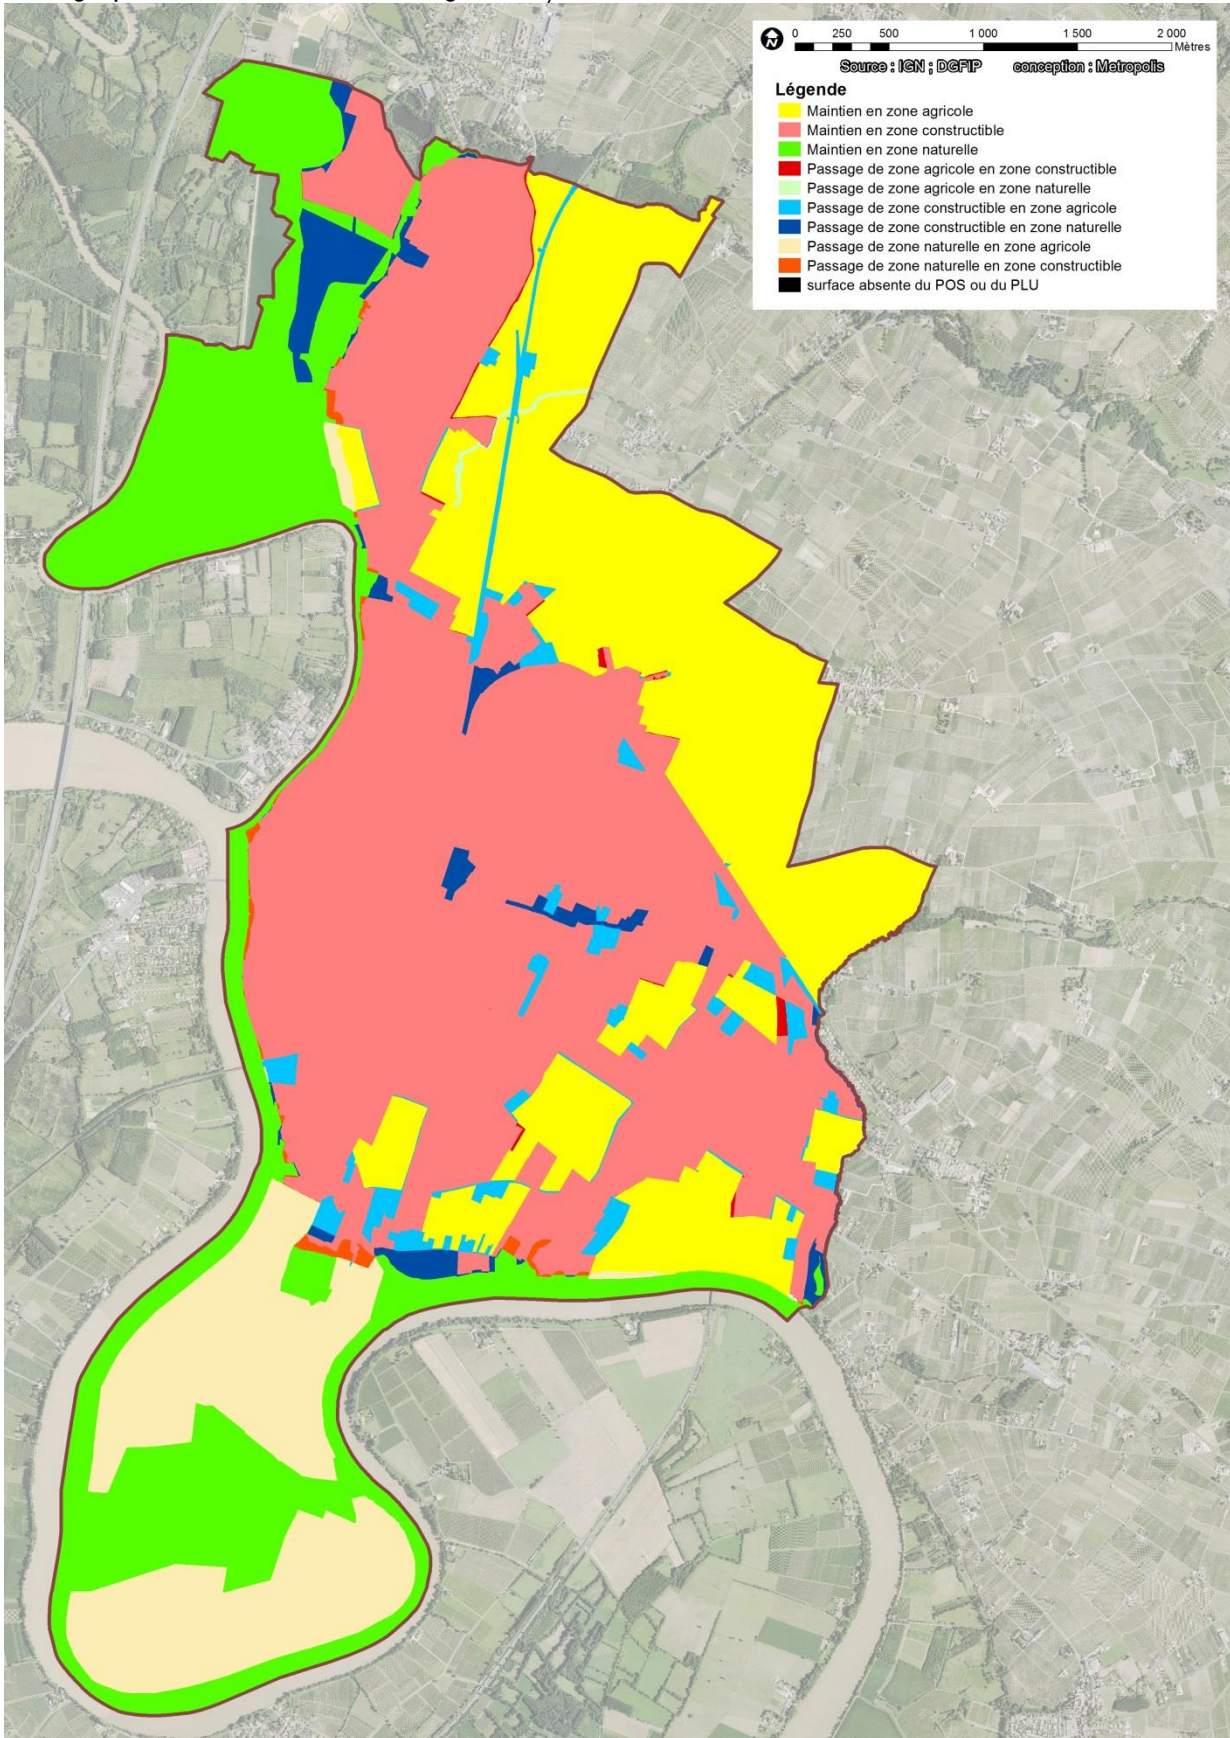 N 0 250 500 1 000 1 500 2 000
Mètres
Source : IGN ; DGFIP conception : Metropolis
Légende
Maintien en zone agricole
Maintien en zone constructible
Maintien en zone naturelle
Passage de zone agricole en zone constructible
Passage de zone agricole en zone naturelle
Passage de zone constructible en zone agricole
Passage de zone constructible en zone naturelle
Passage de zone naturelle en zone agricole
Passage de zone naturelle en zone constructible
surface absente du POS ou du PLU